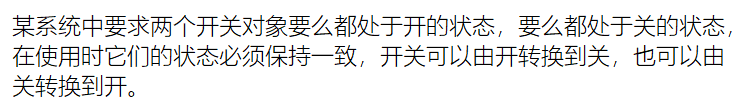 某系统中要求两个开关对象要么都处于开的状态，要么都处于关的状态，
在使用时它们的状态必须保持一致，开关可以由开转换到关，也可以由
关转换到开。